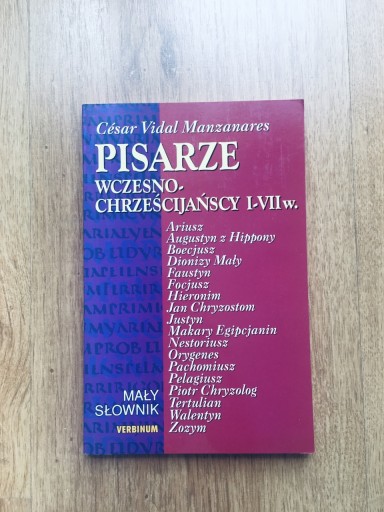 César Vidal Manzanares
PISARZE
WCZESNO-
CHRZEŚCIJAŃSCY I-VII w.
Ariusz
Augustyn z Hippony
Boecjusz
Dionizy Mały
Faustyn
Focjusz
Hieronim
Jan Chryzostom
Justyn
Makary Egipcjanin
Nestoriusz
Orygenes
Pachomiusz
Pelagiusz
Piotr Chryzolog
Tertulian
Walentyn
Zozym
MAŁY
SŁOWNIK
VERBINUM